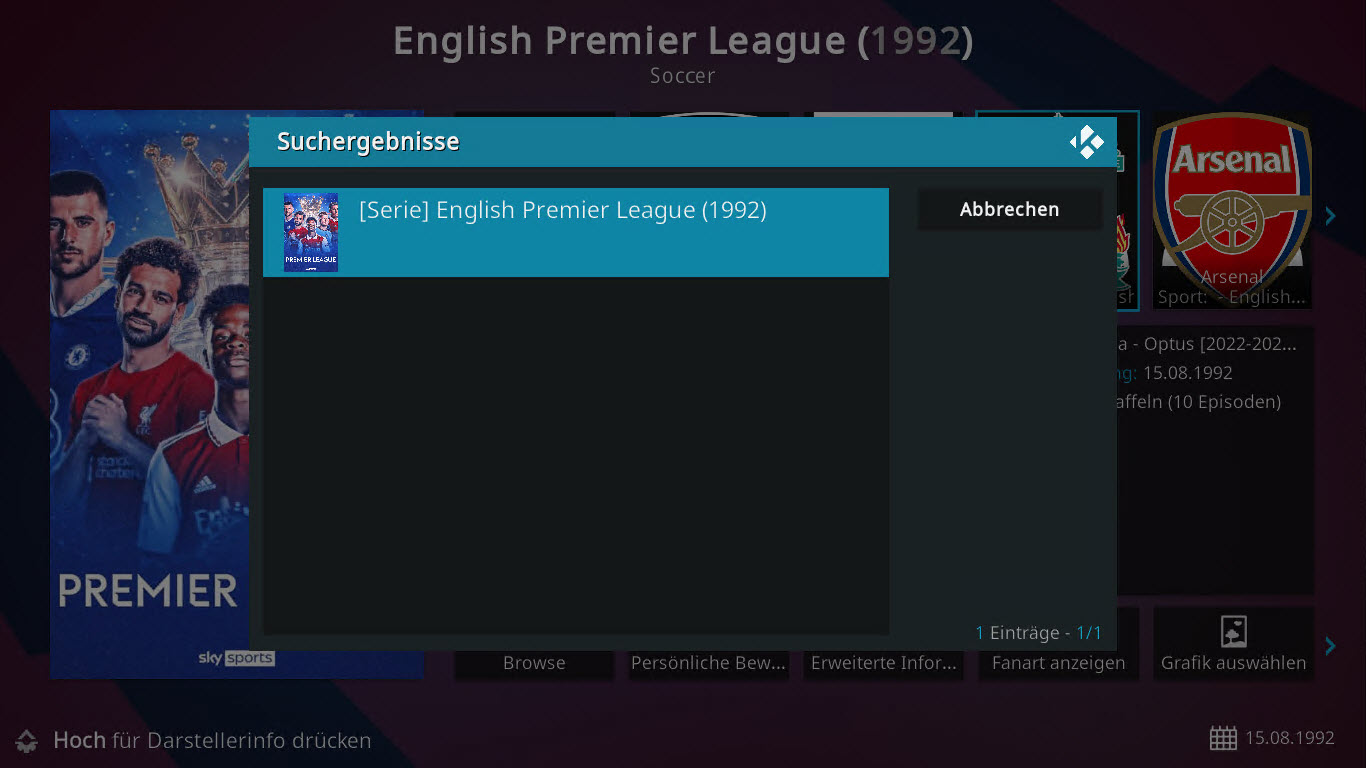 English Premier League (1992)
Soccer
Suchergebnisse
[Serie] English Premier League (1992)
PREMIER LEAGUE
Abbrechen
Arsenal
Arsenal
Sport: - English...
a - Optus [2022-202...
ng: 15.08.1992
affeln (10 Episoden)
PREMIER
sky sports
1 Einträge - 1/1
Browse
Persönliche Bew...
Erweiterte Infor...
Fanart anzeigen
Grafik auswählen
Hoch für Darstellerinfo drücken
15.08.1992